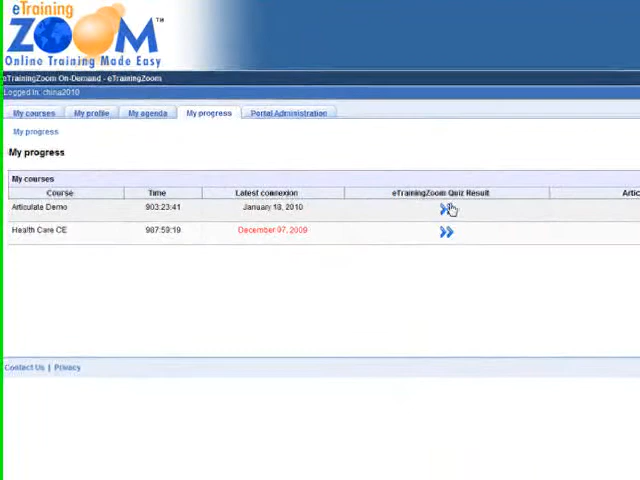 eTraining
ZOOM™
Online Training Made Easy
eTrainingZoom On-Demand - eTrainingZoom
Logged in: china2010
My courses My profile My agenda My progress Portal Administration
My progress
My progress
My courses
Course Time Latest connexion eTrainingZoom Quiz Result Artic
Articulate Demo 903:23:41 January 18, 2010
Health Care CE 987:59:19 December 07, 2009
Contact Us | Privacy